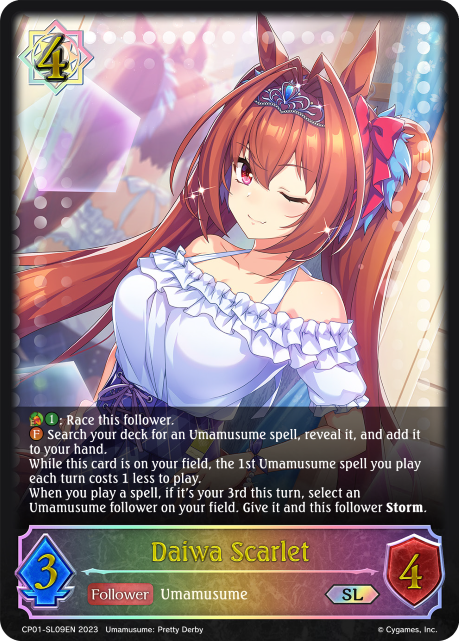 4
1 : Race this follower.
F Search your deck for an Umamusume spell, reveal it, and add it
to your hand.
While this card is on your field, the 1st Umamusume spell you play
each turn costs 1 less to play.
When you play a spell, if it's your 3rd this turn, select an
Umamusume follower on your field. Give it and this follower Storm.
Daiwa Scarlet
3
Follower Umamusume
SL
4
CP01-SL09EN 2023 Umamusume: Pretty Derby
© Cygames, Inc.